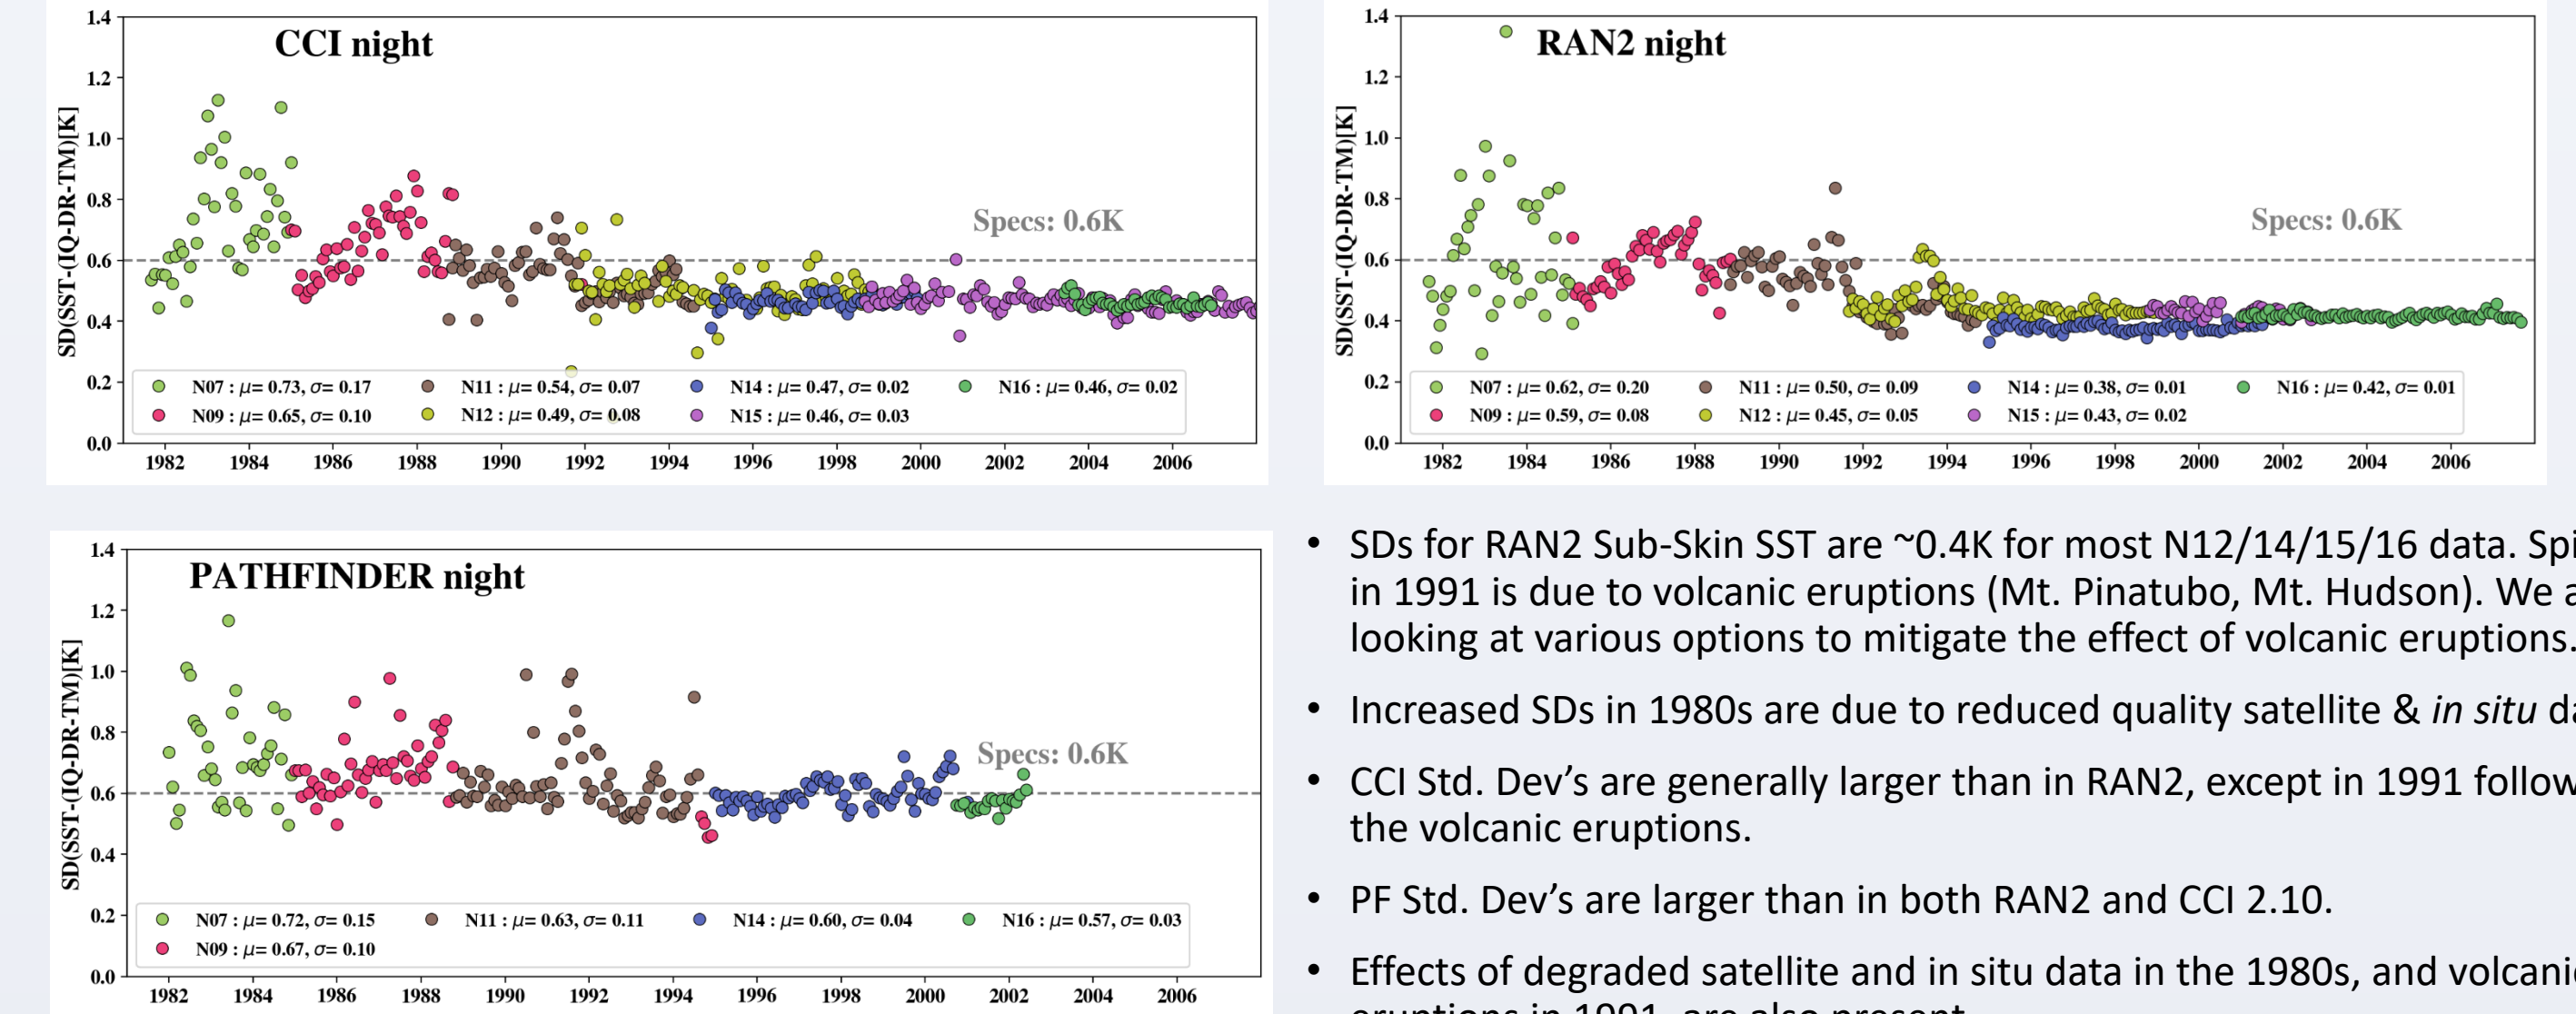 CCI night
SD(SST-(IQ-DR-TM)[K]
1.4
1.2
1.0
0.8
0.6
0.4
0.2
0.0
Specs: 0.6K
N07 : μ= 0.73, σ= 0.17
N11 : μ= 0.54, σ= 0.07
N14 : μ= 0.47, σ= 0.02
N16 : μ= 0.46, σ= 0.02
N09 : μ= 0.65, σ= 0.10
N12 : μ= 0.49, σ= 0.08
N15 : μ= 0.46, σ= 0.03
1982 1984 1986 1988 1990 1992 1994 1996 1998 2000 2002 2004 2006
RAN2 night
SD(SST-(IQ-DR-TM)[K]
1.4
1.2
1.0
0.8
0.6
0.4
0.2
0.0
Specs: 0.6K
N07 : μ= 0.62, σ= 0.20
N11 : μ= 0.50, σ= 0.09
N14 : μ= 0.38, σ= 0.01
N16 : μ= 0.42, σ= 0.01
N09 : μ= 0.59, σ= 0.08
N12 : μ= 0.45, σ= 0.05
N15 : μ= 0.43, σ= 0.02
1982 1984 1986 1988 1990 1992 1994 1996 1998 2000 2002 2004 2006
PATHFINDER night
SD(SST-(IQ-DR-TM)[K]
1.4
1.2
1.0
0.8
0.6
0.4
0.2
0.0
Specs: 0.6K
N07 : μ= 0.72, σ= 0.15
N11 : μ= 0.63, σ= 0.11
N14 : μ= 0.60, σ= 0.04
N16 : μ= 0.57, σ= 0.03
N09 : μ= 0.67, σ= 0.10
1982 1984 1986 1988 1990 1992 1994 1996 1998 2000 2002 2004 2006
• SDs for RAN2 Sub-Skin SST are ~0.4K for most N12/14/15/16 data.
in 1991 is due to volcanic eruptions (Mt. Pinatubo, Mt. Hudson). We
looking at various options to mitigate the effect of volcanic eruptions.
• Increased SDs in 1980s are due to reduced quality satellite & in situ
• CCI Std. Dev’s are generally larger than in RAN2, except in 1991
the volcanic eruptions.
• PF Std. Dev’s are larger than in both RAN2 and CCI 2.10.
• Effects of degraded satellite and in situ data in the 1980s, and
eruptions in 1991, are also present